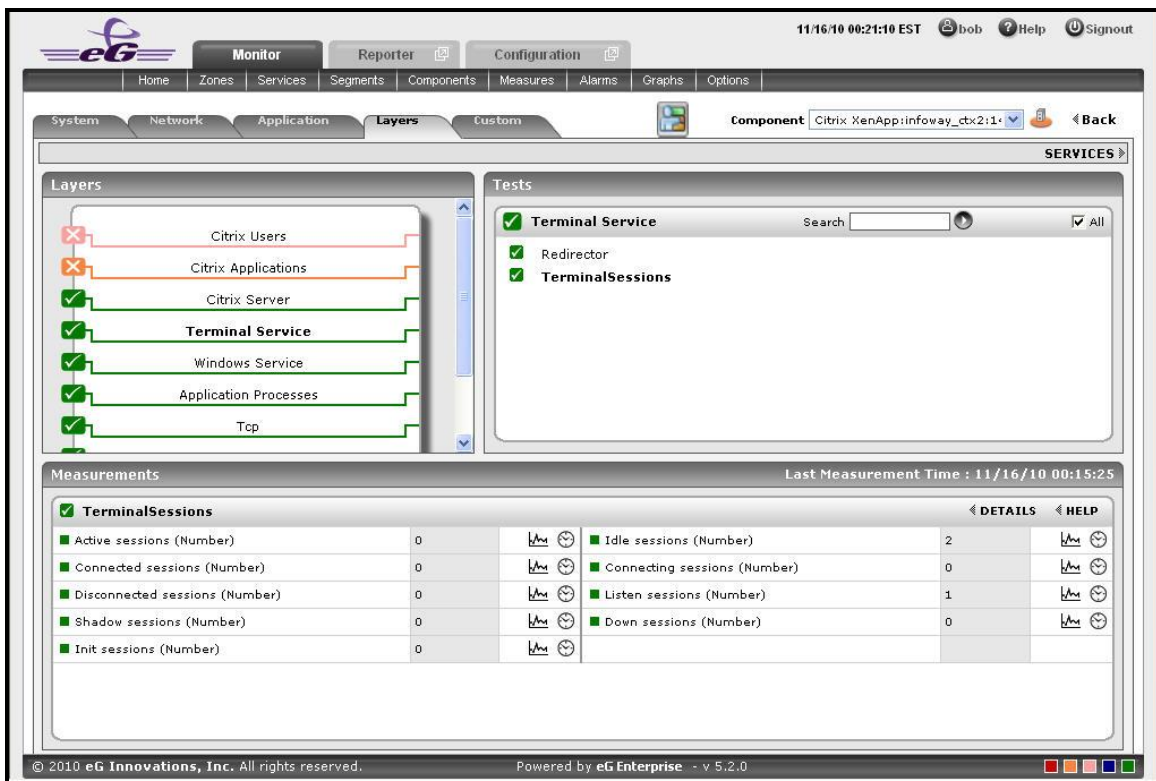 11/16/10 00:21:10 EST bob Help Signout
eG
Monitor Reporter Configuration
Home Zones Services Segments Components Measures Alarms Graphs Options
System Network Application Layers Custom
Component Citrix XenApp:infoway_ctx2:1 Back
SERVICES
Layers
Citrix Users
Citrix Applications
Citrix Server
Terminal Service
Windows Service
Application Processes
Tcp
Tests
Terminal Service Search All
Redirector
TerminalSessions
Measurements Last Measurement Time : 11/16/10 00:15:25
TerminalSessions DETAILS HELP
Active sessions (Number) 0 Idle sessions (Number) 2
Connected sessions (Number) 0 Connecting sessions (Number) 0
Disconnected sessions (Number) 0 Listen sessions (Number) 1
Shadow sessions (Number) 0 Down sessions (Number) 0
Init sessions (Number) 0
© 2010 eG Innovations, Inc. All rights reserved. Powered by eG Enterprise - v 5.2.0